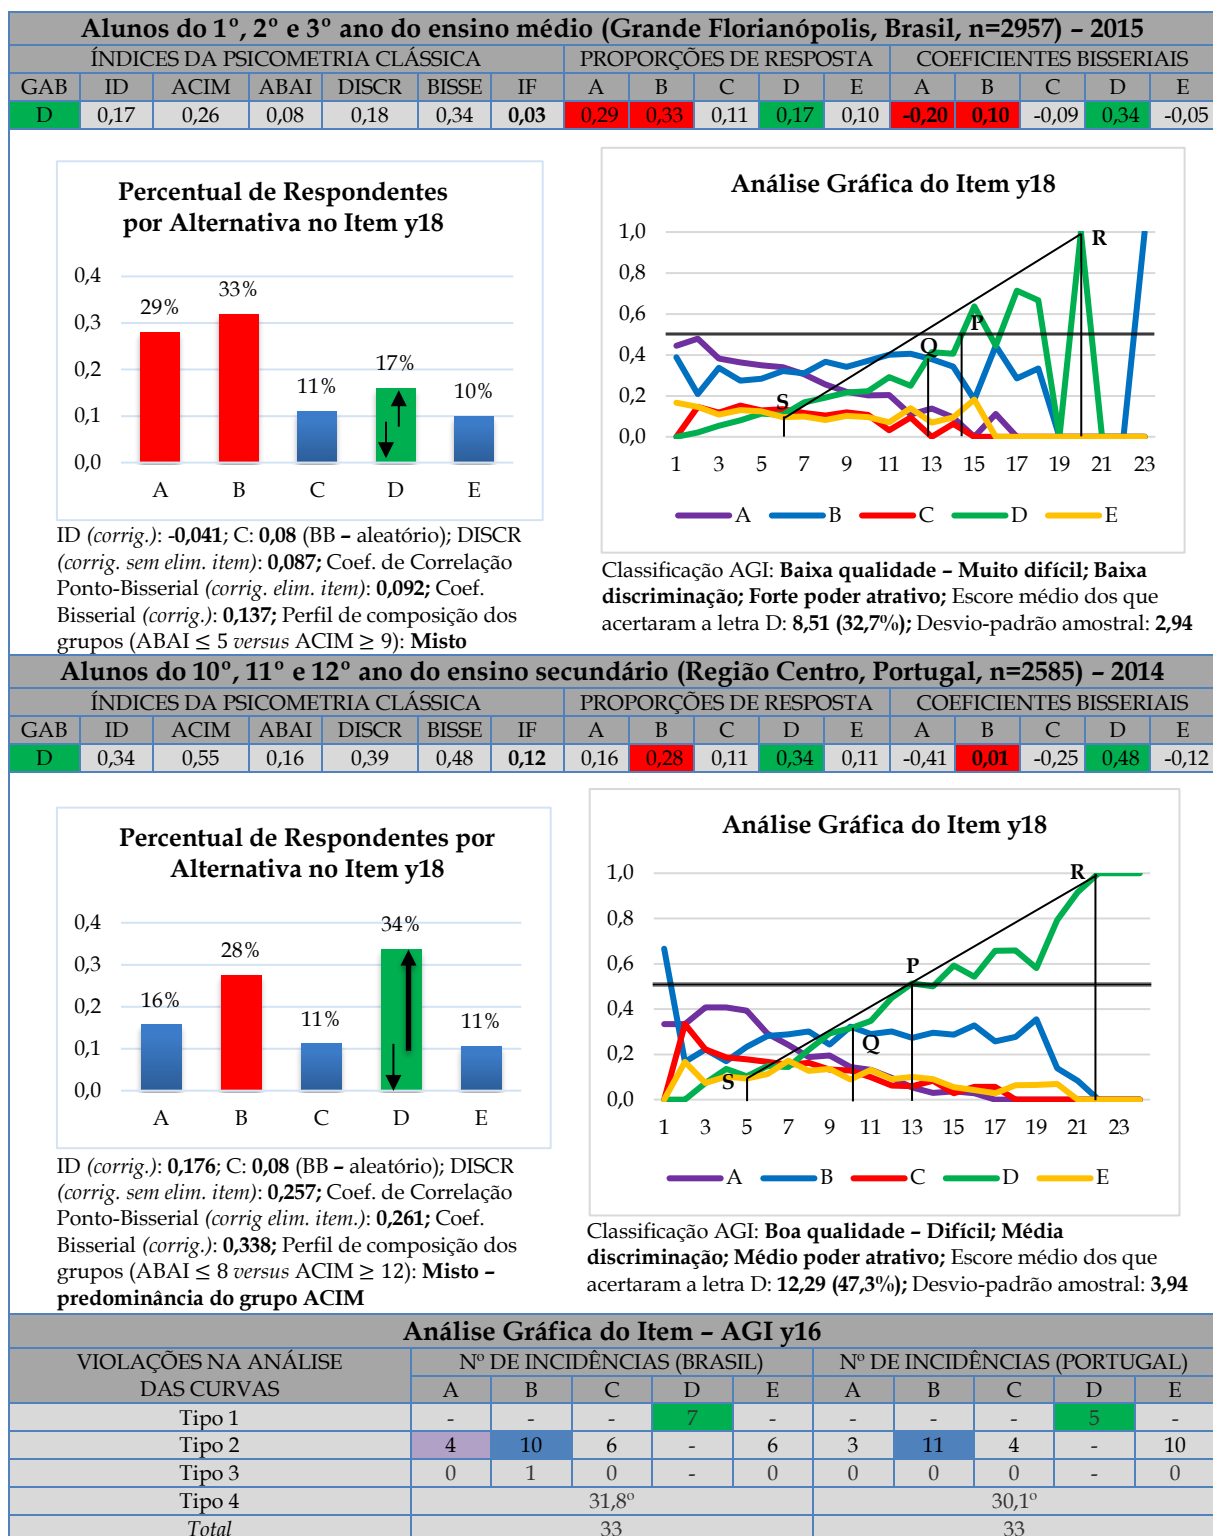 Alunos do 1º, 2º e 3º ano do ensino médio (Grande Florianópolis, Brasil, n=2957) – 2015
ÍNDICES DA PSICOMETRIA CLÁSSICA PROPORÇÕES DE RESPOSTA COEFICIENTES BISSERIAIS
GAB ID ACIM ABAI DISCR BISSE IF A B C D E A B C D E
D 0,17 0,26 0,08 0,18 0,34 0,03 0,29 0,33 0,11 0,17 0,10 -0,20 0,10 -0,09 0,34 -0,05
Percentual de Respondentes
por Alternativa no Item y18
0,4
0,3
0,2
0,1
0,0
29%
33%
11%
17%
10%
A B C D E
ID (corrig.): -0,041; C: 0,08 (BB – aleatório); DISCR
(corrig. sem elim. item): 0,087; Coef. de Correlação
Ponto-Bisserial (corrig. elim. item): 0,092; Coef.
Bisserial (corrig.): 0,137; Perfil de composição dos
grupos (ABAI ≤ 5 versus ACIM ≥ 9): Misto
Análise Gráfica do Item y18
1,0
0,8
0,6
0,4
0,2
0,0
S
Q
P
R
1 3 5 7 9 11 13 15 17 19 21 23
A B C D E
Classificação AGI: Baixa qualidade – Muito difícil; Baixa
discriminação; Forte poder atrativo; Escore médio dos que
acertaram a letra D: 8,51 (32,7%); Desvio-padrão amostral: 2,94
Alunos do 10º, 11º e 12º ano do ensino secundário (Região Centro, Portugal, n=2585) – 2014
ÍNDICES DA PSICOMETRIA CLÁSSICA PROPORÇÕES DE RESPOSTA COEFICIENTES BISSERIAIS
GAB ID ACIM ABAI DISCR BISSE IF A B C D E A B C D E
D 0,34 0,55 0,16 0,39 0,48 0,12 0,16 0,28 0,11 0,34 0,11 -0,41 0,01 -0,25 0,48 -0,12
Percentual de Respondentes por
Alternativa no Item y18
0,4
0,3
0,2
0,1
0,0
16%
28%
11%
34%
11%
A B C D E
ID (corrig.): 0,176; C: 0,08 (BB – aleatório); DISCR
(corrig. sem elim. item): 0,257; Coef. de Correlação
Ponto-Bisserial (corrig elim. item.): 0,261; Coef.
Bisserial (corrig.): 0,338; Perfil de composição dos
grupos (ABAI ≤ 8 versus ACIM ≥ 12): Misto –
predominância do grupo ACIM
Análise Gráfica do Item y18
1,0
0,8
0,6
0,4
0,2
0,0
S
Q
P
R
1 3 5 7 9 11 13 15 17 19 21 23
A B C D E
Classificação AGI: Boa qualidade – Difícil; Média
discriminação; Médio poder atrativo; Escore médio dos que
acertaram a letra D: 12,29 (47,3%); Desvio-padrão amostral: 3,94
Análise Gráfica do Item – AGI y16
VIOLAÇÕES NA ANÁLISE Nº DE INCIDÊNCIAS (BRASIL) Nº DE INCIDÊNCIAS (PORTUGAL)
DAS CURVAS A B C D E A B C D E
Tipo 1 - - - 7 - - - - 5 -
Tipo 2 4 10 6 - 6 3 11 4 - 10
Tipo 3 0 1 0 - 0 0 0 0 - 0
Tipo 4 31,8º 30,1º
Total 33 33